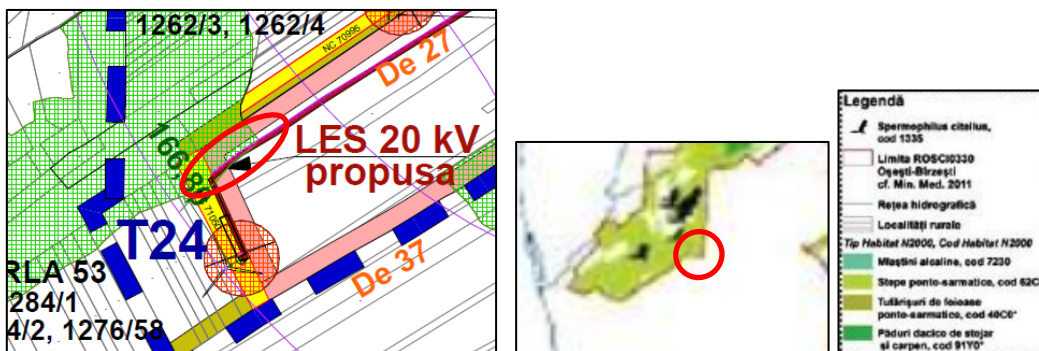 1262/3, 1262/4
NC 70995
De 27
166,89
LES 20 kV
propusa
T24
De 37
RLA 53
284/1
4/2, 1276/58
Legendă
Spermophilus citellus,
cod 1335
Limita ROSCI0330
Oșești-Bîrzești
cf. Min. Med. 2011
Rețea hidrografică
Localități rurale
Tip Habitat N2000, Cod Habitat N2000
Mlaștini alcaline, cod 7230
Stepe ponto-sarmatice, cod 62C
Tufărișuri de foioase
ponto-sarmatice, cod 40C0*
Păduri dacice de stejar
și carpen, cod 91Y0*